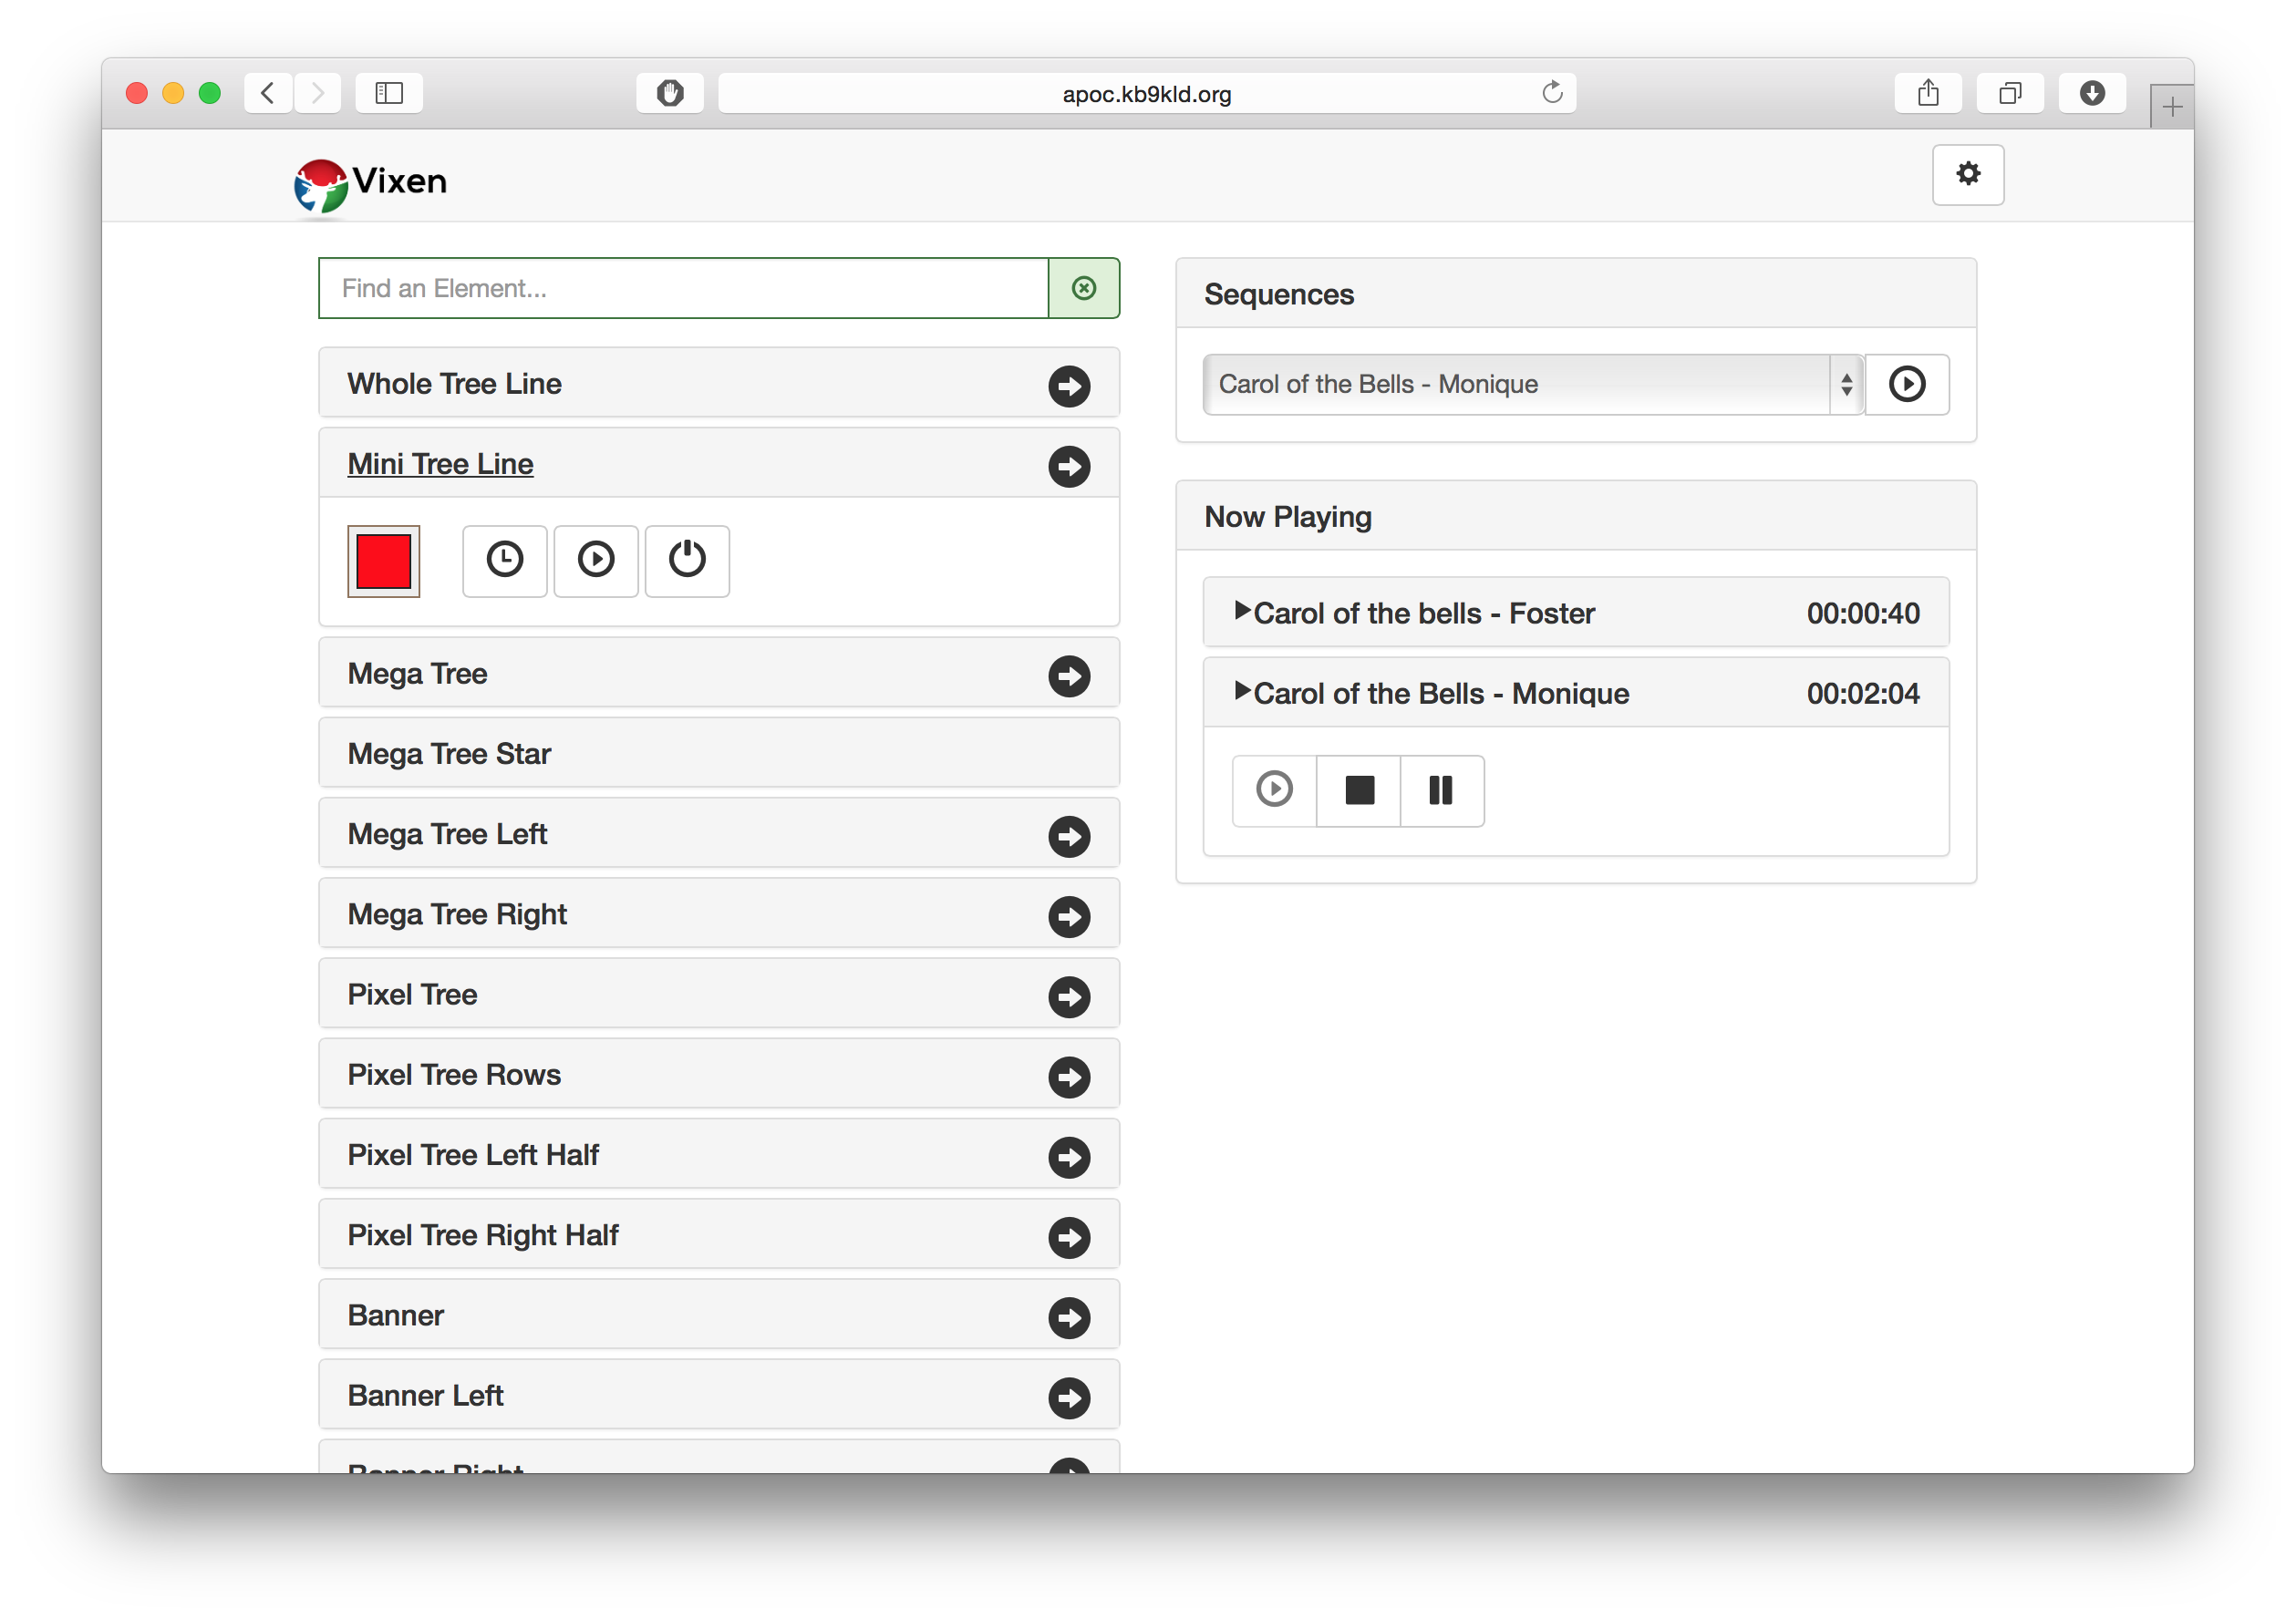 apoc.kb9kld.org
Vixen
Find an Element...
Whole Tree Line
Mini Tree Line
Mega Tree
Mega Tree Star
Mega Tree Left
Mega Tree Right
Pixel Tree
Pixel Tree Rows
Pixel Tree Left Half
Pixel Tree Right Half
Banner
Banner Left
Banner Right
Sequences
Carol of the Bells - Monique
Now Playing
Carol of the bells - Foster 00:00:40
Carol of the Bells - Monique 00:02:04